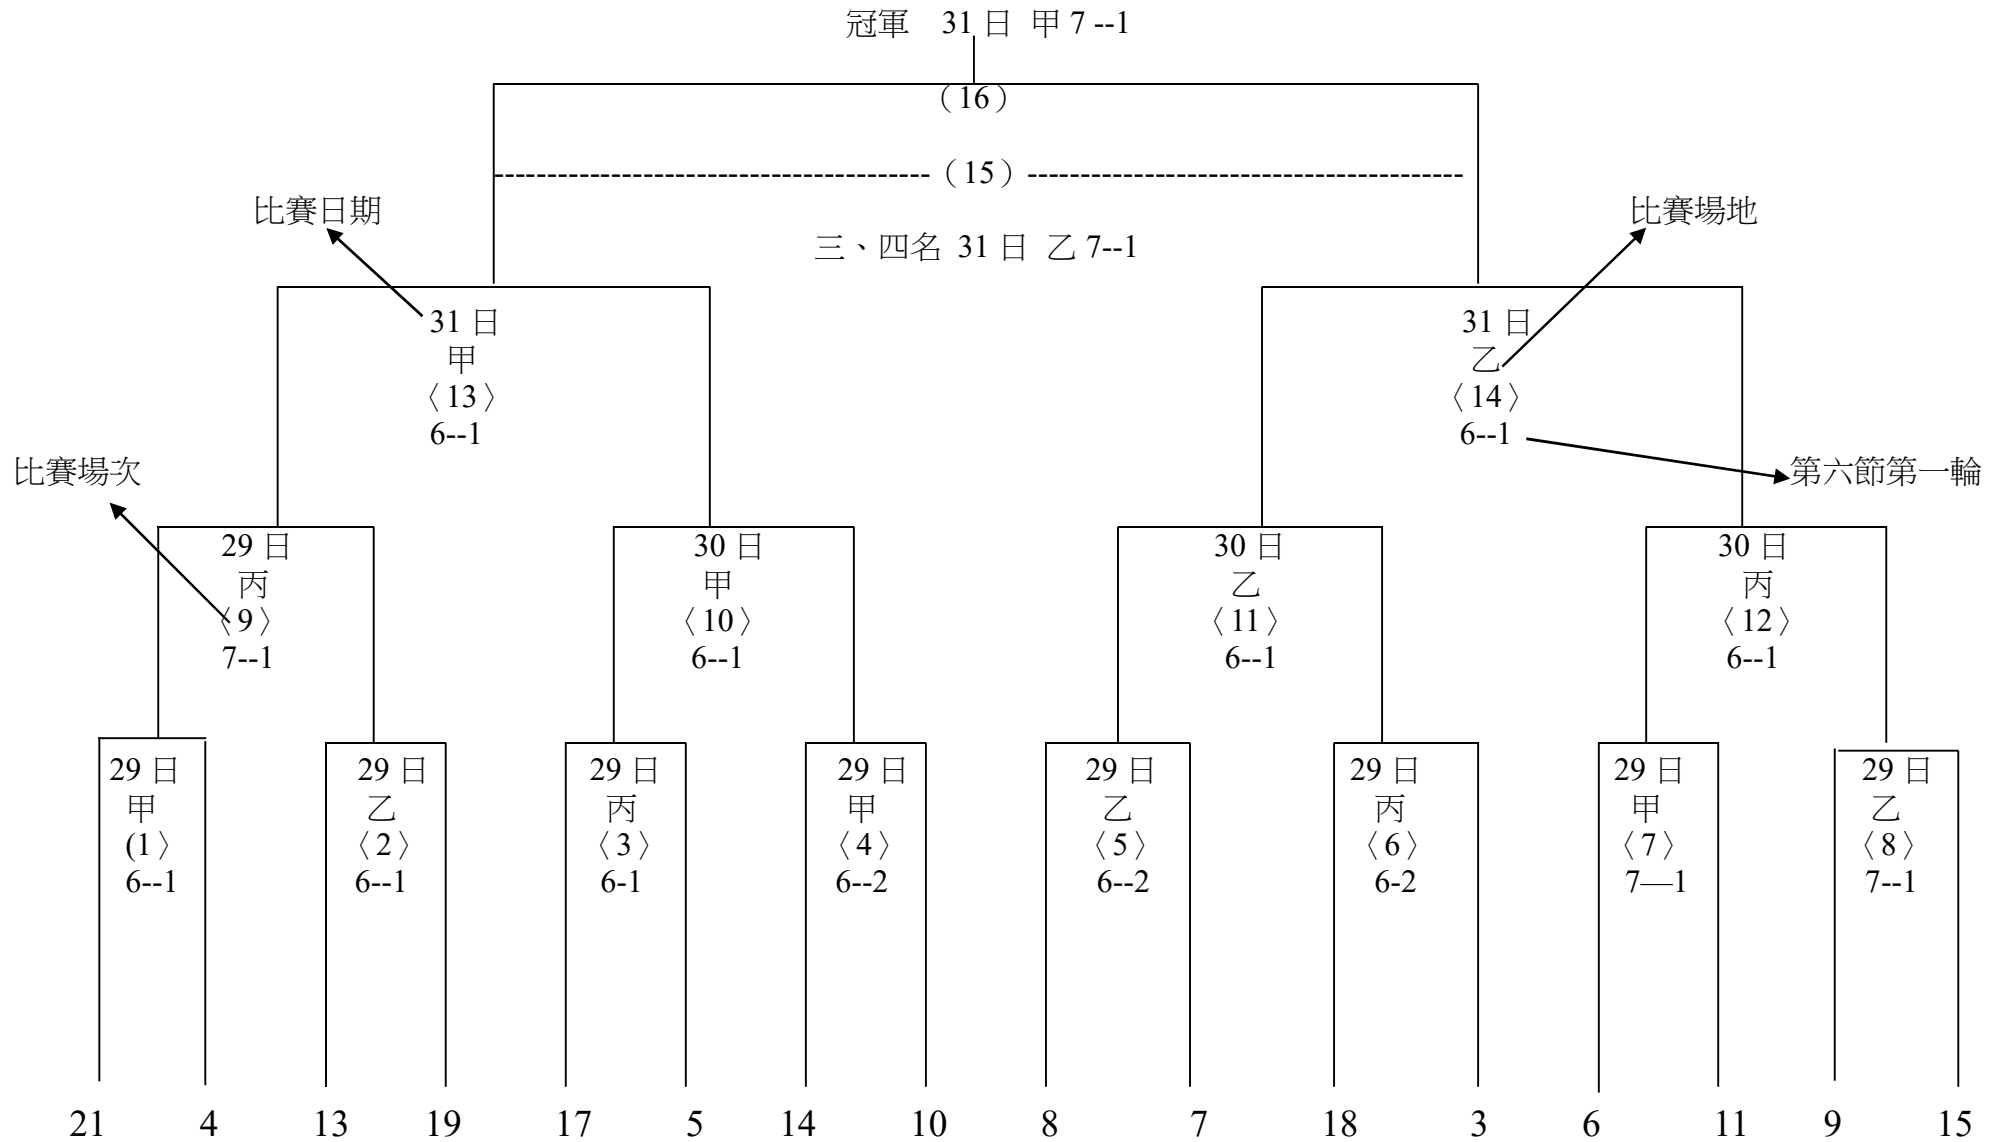 冠軍 31 日 甲 7 --1
（16）
（15）
比賽日期
比賽場地
三、四名 31 日 乙 7--1
31 日
甲
〈13〉
6--1
31 日
乙
〈14〉
6--1
比賽場次
第六節第一輪
29 日
丙
〈9〉
7--1
30 日
甲
〈10〉
6--1
30 日
乙
〈11〉
6--1
30 日
丙
〈12〉
6--1
29 日
甲
(1〉
6--1
29 日
乙
〈2〉
6--1
29 日
丙
〈3〉
6-1
29 日
甲
〈4〉
6--2
29 日
乙
〈5〉
6--2
29 日
丙
〈6〉
6-2
29 日
甲
〈7〉
7—1
29 日
乙
〈8〉
7--1
21 4 13 19 17 5 14 10 8 7 18 3 6 11 9 15